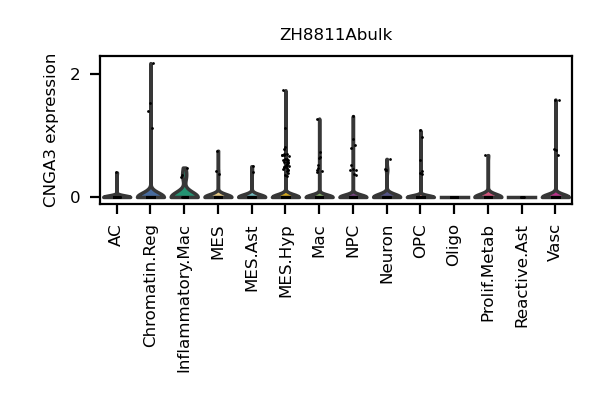 ZH8811Abulk
CNGA3 expression
2
0
AC
Chromatin.Reg
Inflammatory.Mac
MES
MES.Ast
MES.Hyp
Mac
NPC
Neuron
OPC
Oligo
Prolif.Metab
Reactive.Ast
Vasc